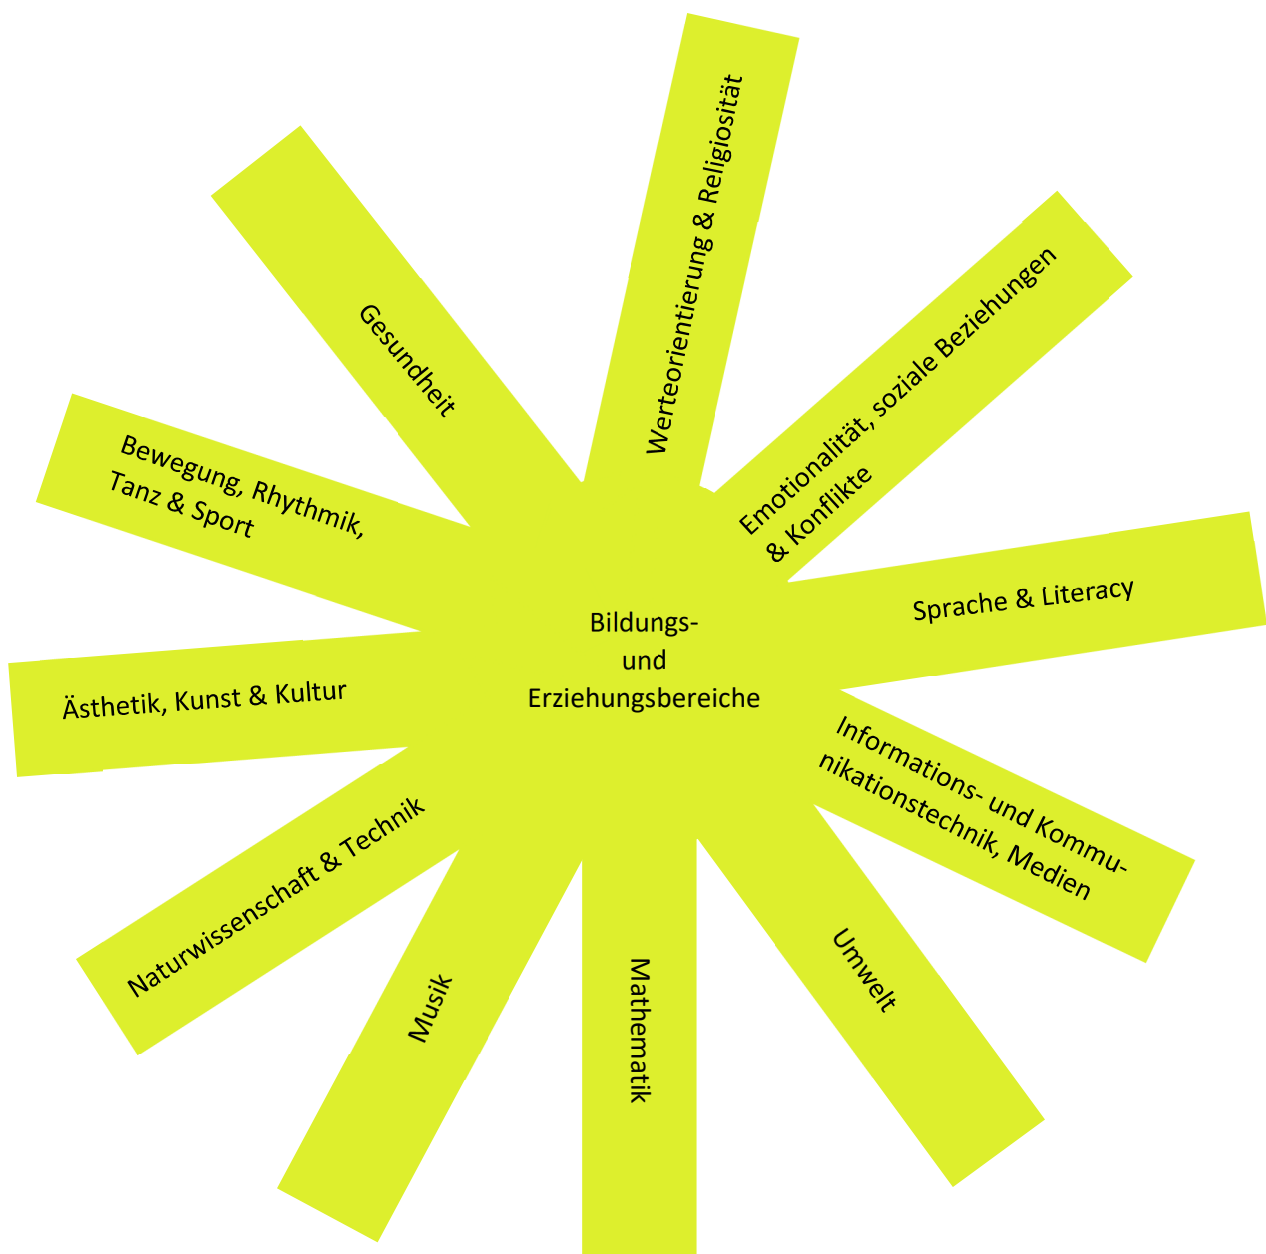 Werteorientierung & Religiosität
Emotionalität, soziale Beziehungen
& Konflikte
Sprache & Literacy
Informations- und Kommu-
nikationstechnik, Medien
Umwelt
Mathematik
Musik
Naturwissenschaft & Technik
Ästhetik, Kunst & Kultur
Bewegung, Rhythmik,
Tanz & Sport
Gesundheit
Bildungs-
und
Erziehungsbereiche